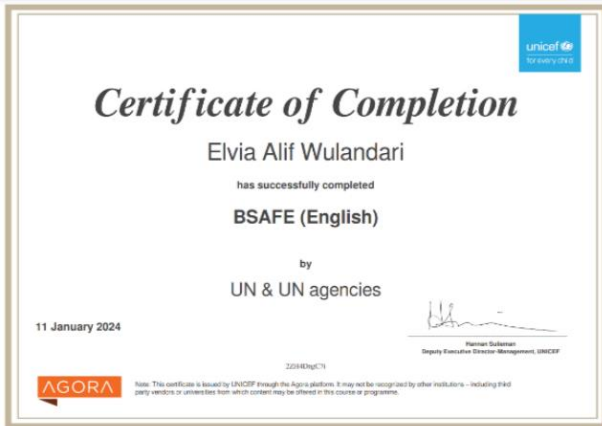 unicef
for every child
Certificate of Completion
Elvia Alif Wulandari
has successfully completed
BSAFE (English)
by
UN & UN agencies
11 January 2024
Hannan Sulieman
Deputy Executive Director-Management, UNICEF
AGORA
Note: This certificate is issued by UNICEF through the Agora platform. It may not be recognized by other institutions – including third
party vendors or universities from which content may be offered in this course or programme.